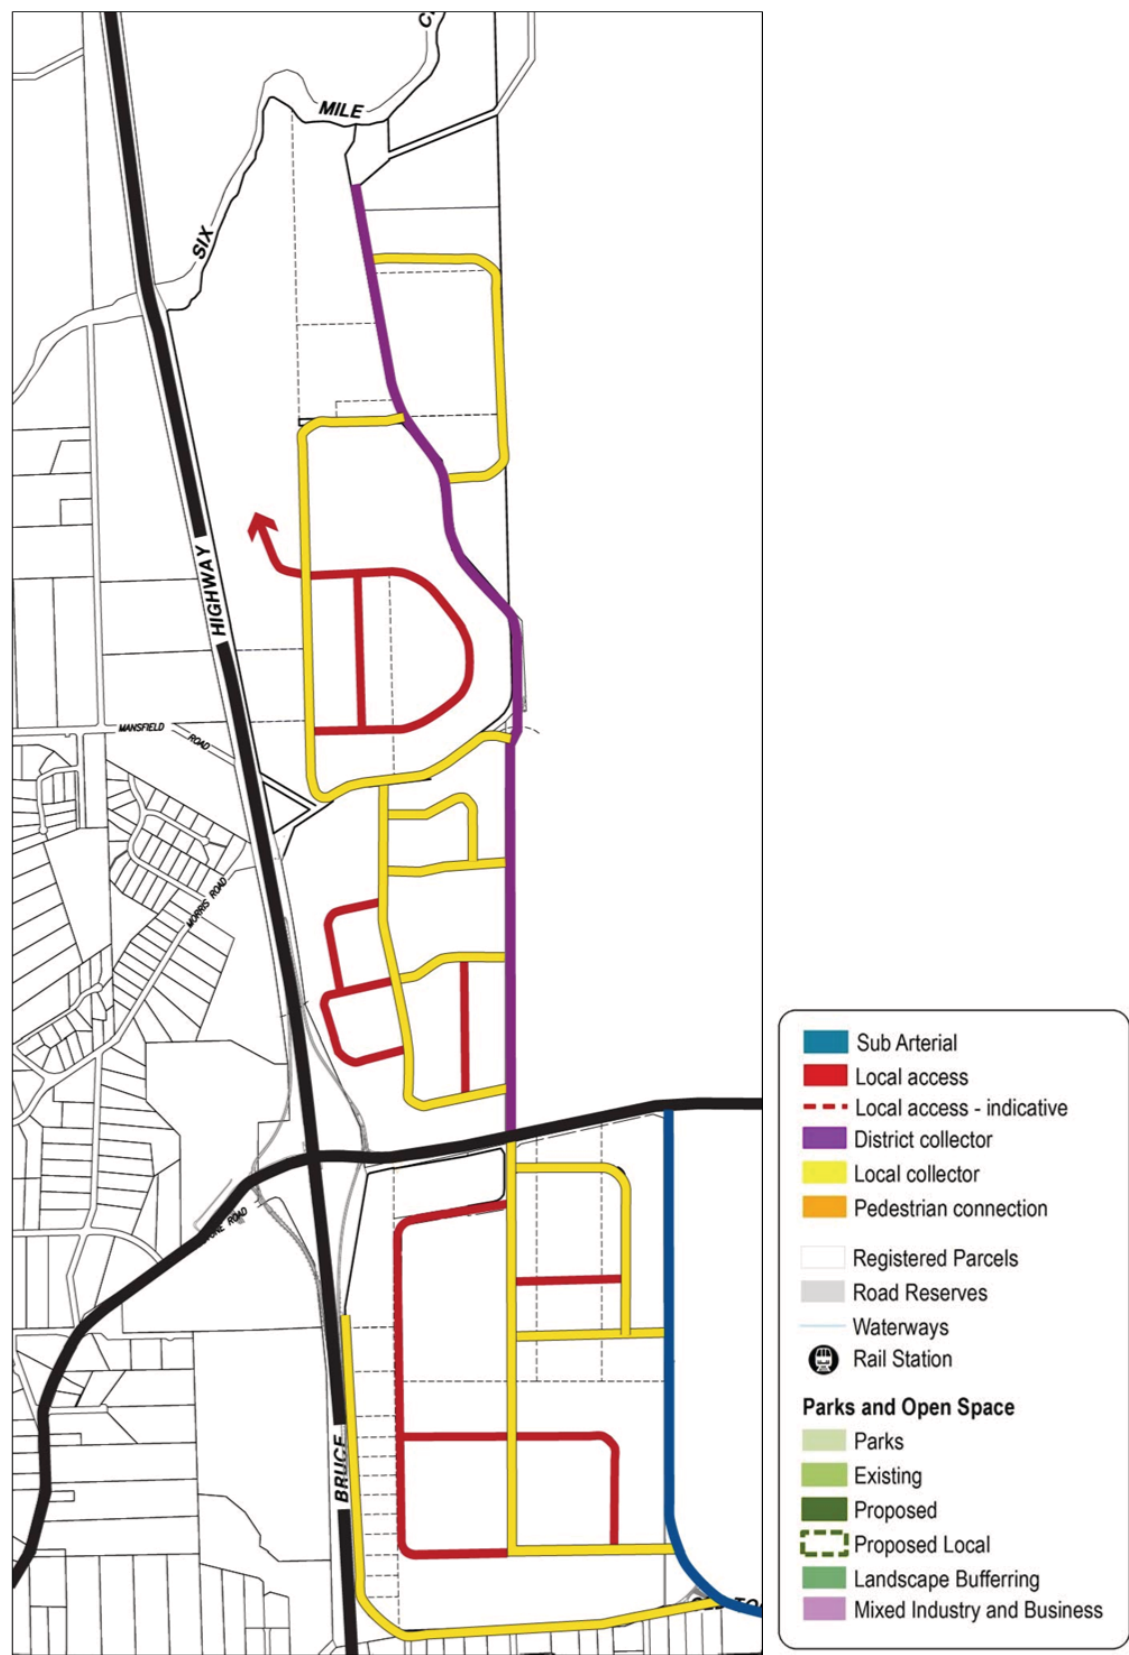 MILE
SIX
HIGHWAY
MANSFIELD
ROAD
MORRIS ROAD
ROAD
BRUCE
Sub Arterial
Local access
Local access - indicative
District collector
Local collector
Pedestrian connection
Registered Parcels
Road Reserves
Waterways
Rail Station
Parks and Open Space
Parks
Existing
Proposed
Proposed Local
Landscape Bufferring
Mixed Industry and Business